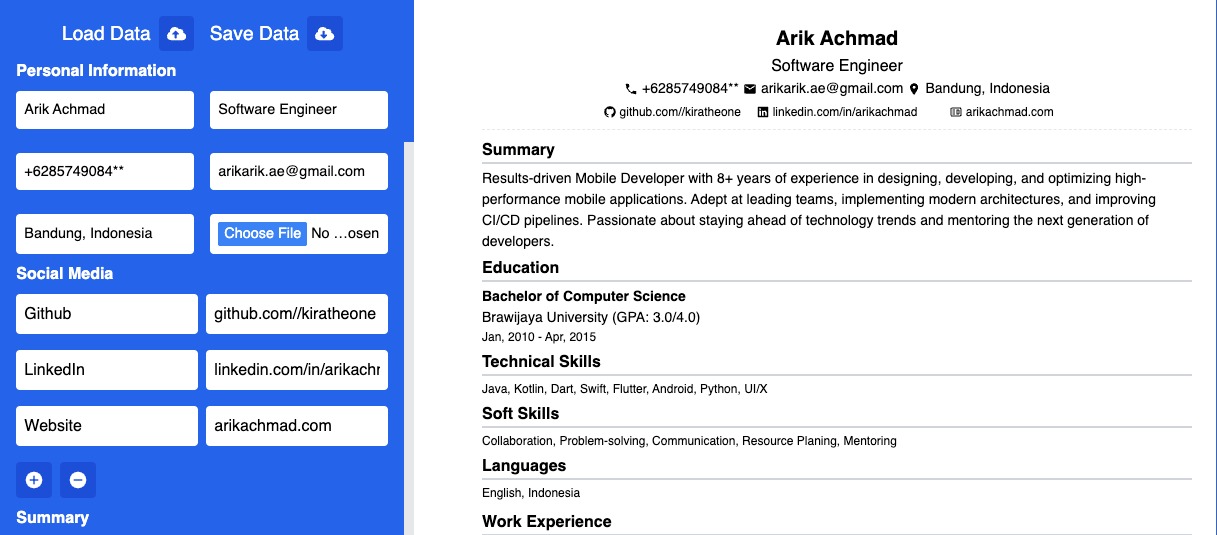 Load Data Save Data
Personal Information
Arik Achmad
Software Engineer
+6285749084**
arikarik.ae@gmail.com
Bandung, Indonesia
Choose File No …osen
Social Media
Github
github.com//kiratheone
LinkedIn
linkedin.com/in/arikachr
Website
arikachmad.com
Summary
Arik Achmad
Software Engineer
+6285749084** arikarik.ae@gmail.com Bandung, Indonesia
github.com//kiratheone linkedin.com/in/arikachmad arikachmad.com
Summary
Results-driven Mobile Developer with 8+ years of experience in designing, developing, and optimizing high-
performance mobile applications. Adept at leading teams, implementing modern architectures, and improving
CI/CD pipelines. Passionate about staying ahead of technology trends and mentoring the next generation of
developers.
Education
Bachelor of Computer Science
Brawijaya University (GPA: 3.0/4.0)
Jan, 2010 - Apr, 2015
Technical Skills
Java, Kotlin, Dart, Swift, Flutter, Android, Python, UI/X
Soft Skills
Collaboration, Problem-solving, Communication, Resource Planing, Mentoring
Languages
English, Indonesia
Work Experience